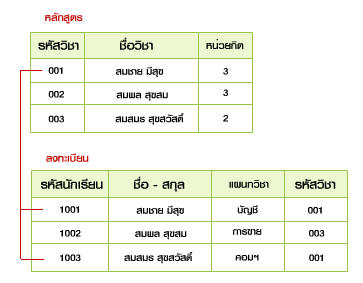 หลักสูตร
รหัสวิชา ชื่อวิชา หน่วยกิต
001 สมชาย มีสุข 3
002 สมพล สุขสม 3
003 สมสมร สุขสวัสดิ์ 2
ลงทะเบียน
รหัสนักเรียน ชื่อ - สกุล แผนกวิชา รหัสวิชา
1001 สมชาย มีสุข บัญชี 001
1002 สมพล สุขสม การขาย 003
1003 สมสมร สุขสวัสดิ์ คอมฯ 001